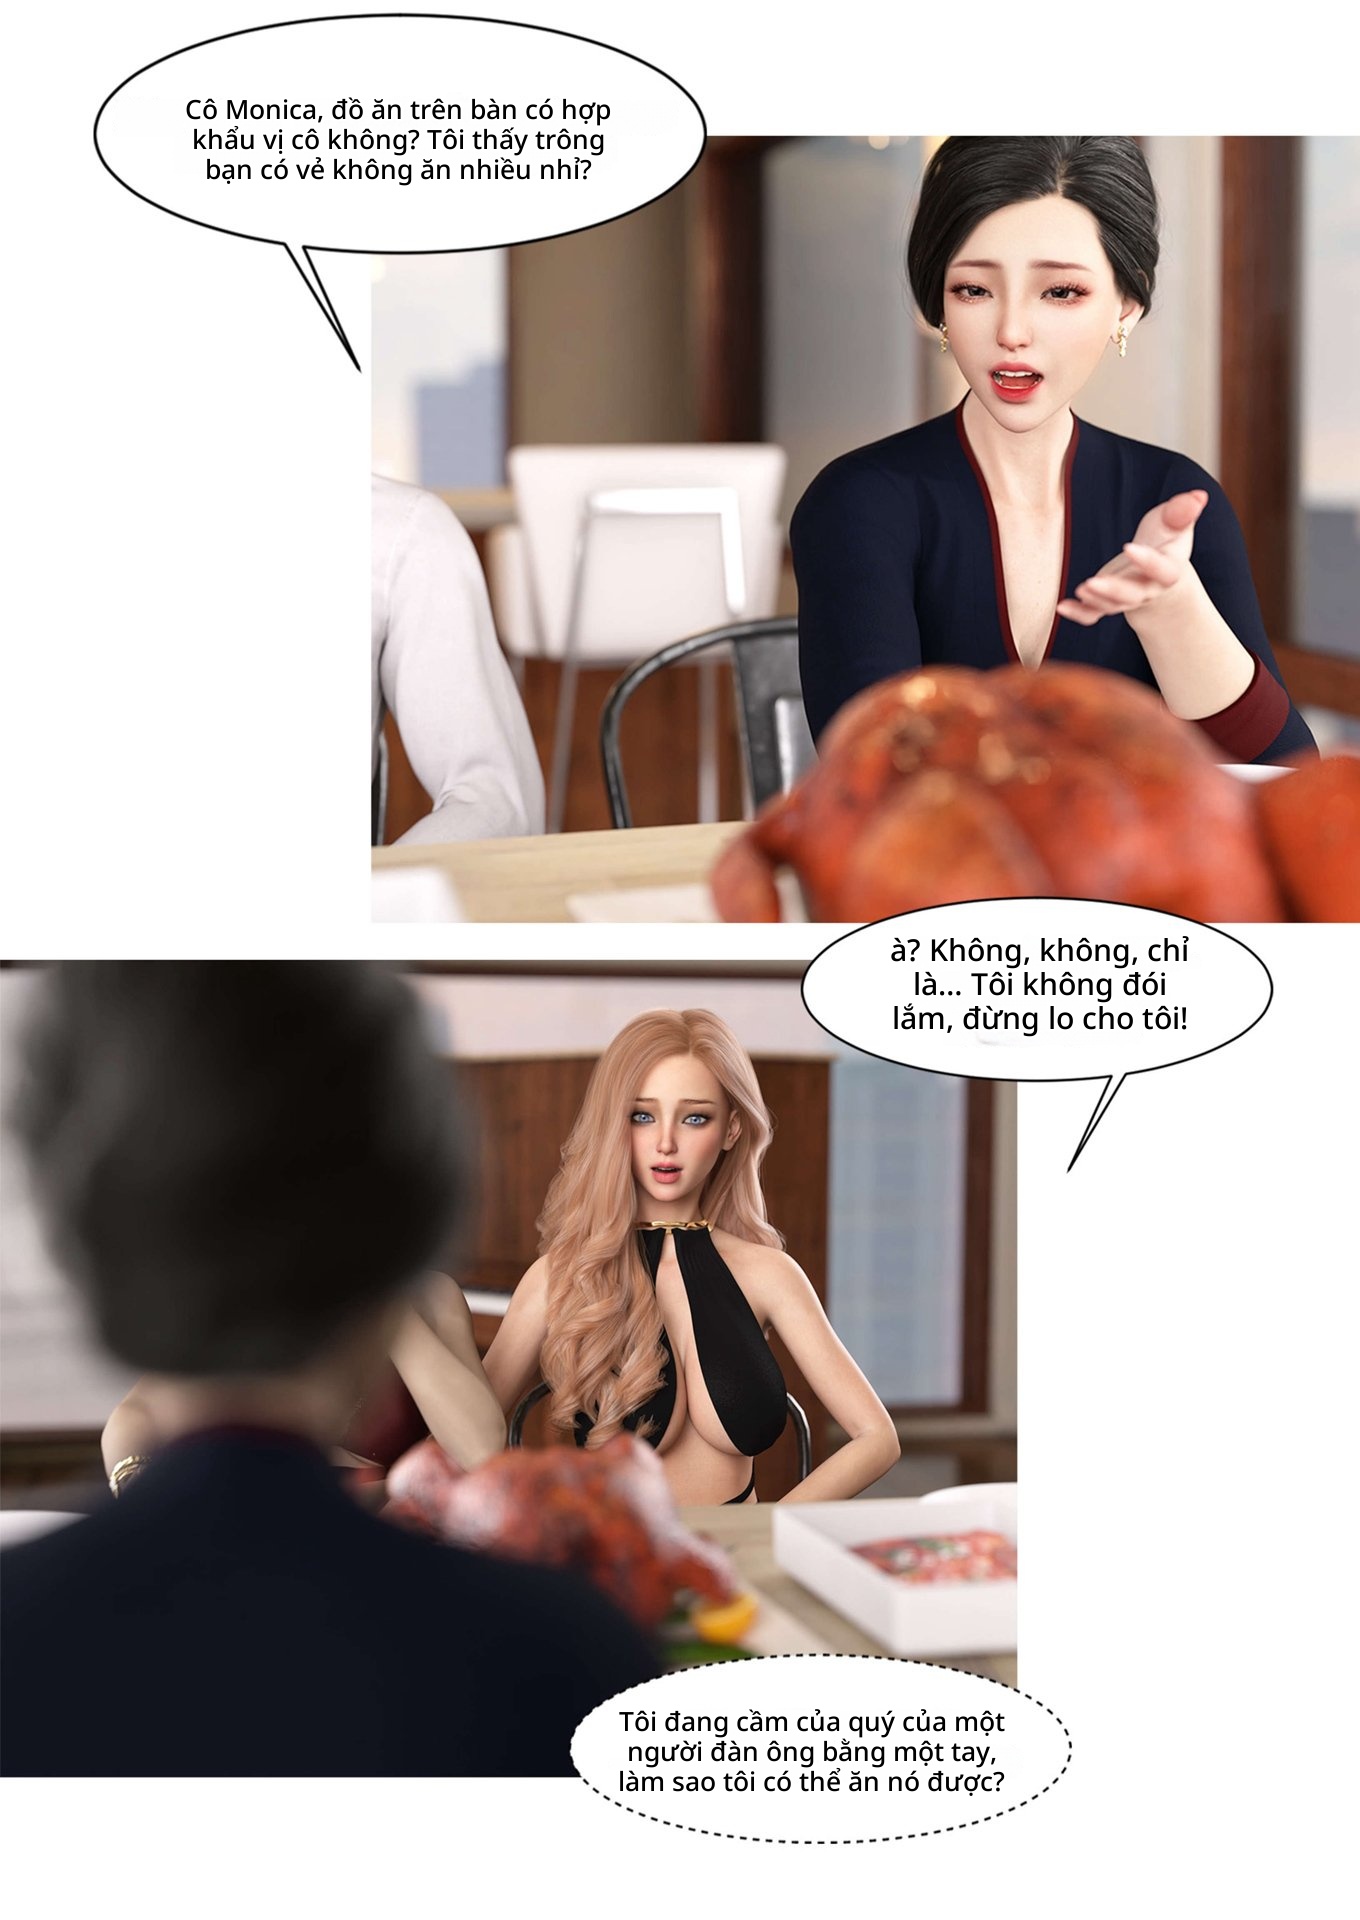 Cô Monica, đồ ăn trên bàn có hợp
khẩu vị cô không? Tôi thấy trông
bạn có vẻ không ăn nhiều nhỉ?
à? Không, không, chỉ
là... Tôi không đói
lắm, đừng lo cho tôi!
Tôi đang cầm của quý của một
người đàn ông bằng một tay,
làm sao tôi có thể ăn nó được?